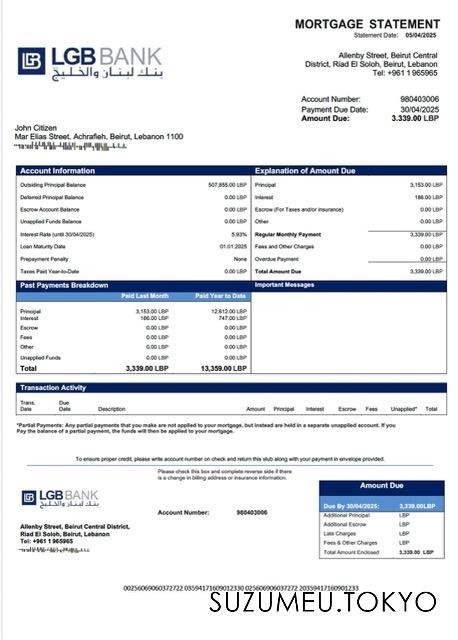 MORTGAGE STATEMENT
Statement Date: 05/04/2025
LGB BANK
بنك لبنان والخليج
Allenby Street, Beirut Central
District, Riad El Soloh, Beirut, Lebanon
Tel: +961 1 965965
Account Number: 980403006
Payment Due Date: 30/04/2025
Amount Due: 3.339.00 LBP
John Citizen
Mar Elias Street, Achrafieh, Beirut, Lebanon 1100
Account Information
Outsiding Principal Balance 507,855.00 LBP
Deferred Principal Balance 0.00 LBP
Escrow Account Balance 0.00 LBP
Unapplied Funds Balance 0.00 LBP
Interest Rate (until 30/04/2025) 5.93%
Loan Maturity Date 01.01.2025
Prepayment Penalty None
Taxes Paid Year-to-Date 0.00 LBP
Explanation of Amount Due
Principal 3,153.00 LBP
Interest 186.00 LBP
Escrow (For Taxes and/or insurance) 0.00 LBP
Other 0.00 LBP
Regular Monthly Payment 3,339.00 LBP
Fees and Other Charges 0.00 LBP
Overdue Payment 0.00 LBP
Total Amount Due 3,339.00 LBP
Past Payments Breakdown
Paid Last Month Paid Year to Date
Principal 3,153.00 LBP 12,612.00 LBP
Interest 186.00 LBP 747.00 LBP
Escrow 0.00 LBP 0.00 LBP
Fees 0.00 LBP 0.00 LBP
Other 0.00 LBP 0.00 LBP
Unapplied Funds 0.00 LBP 0.00 LBP
Total 3,339.00 LBP 13,359.00 LBP
Important Messages
Transaction Activity
Trans. Date Due Date Description Amount Principal Interest Escrow Fees Unapplied* Total
*Partial Payments: Any partial payments that you make are not applied to your mortgage, but instead are held in a separate unapplied account. If you
Pay the balance of a partial payment, the funds will then be applied to your mortgage.
To ensure proper credit, please write account number on check and return this stub along with your payment in envelope provided.
Please check this box and complete reverse side if there
is a change in billing address or insurance information.
LGB BANK
بنك لبنان والخليج
Account Number: 980403006
Allenby Street, Beirut Central District,
Riad El Soloh, Beirut, Lebanon
Tel: +961 1 965965
Amount Due
Due By 30/04/2025: 3,339.00LBP
Additional Principal LBP
Additional Escrow LBP
Late Charges LBP
Fees & Other Charges LBP
Total Amount Enclosed 3,339.00 LBP
00256069060372722 03594171609012330 02560690603722 20359417160901233
SUZUMEU.TOKYO